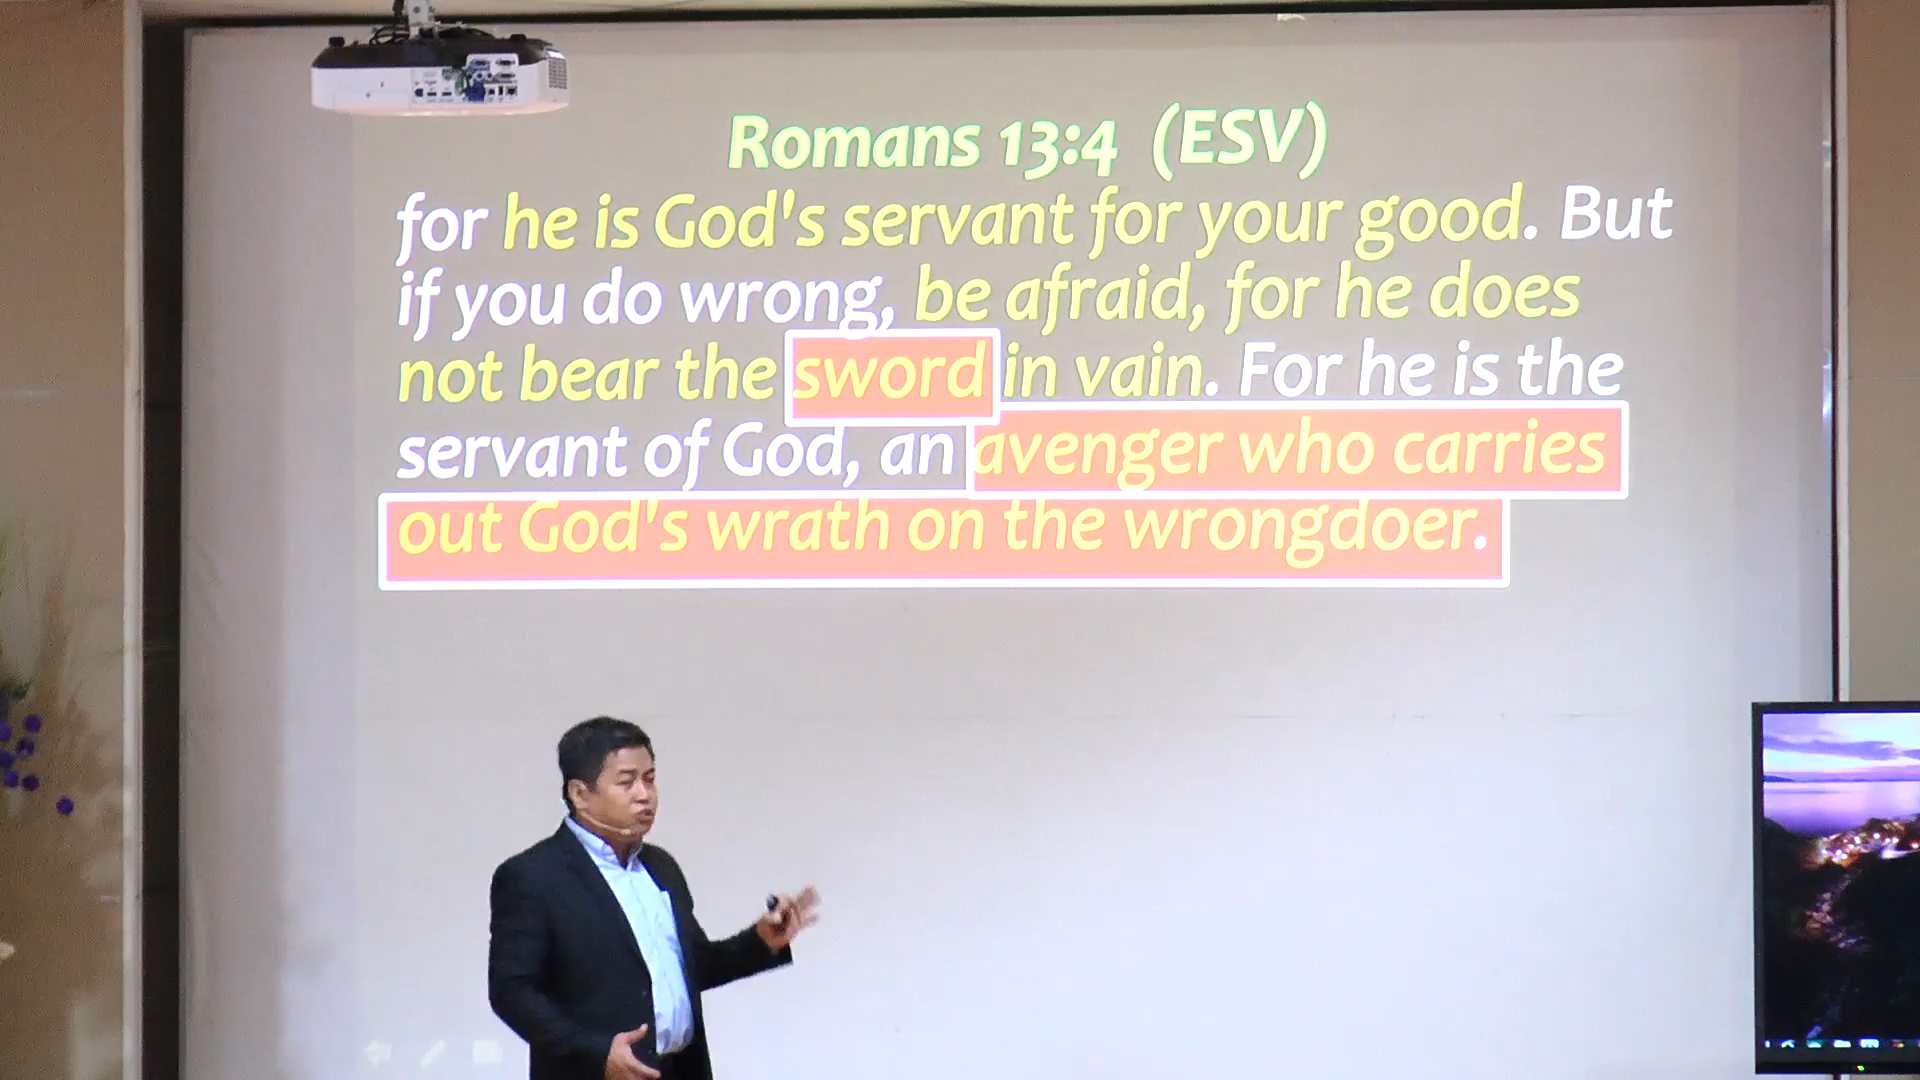 Romans 13:4 (ESV)
for he is God's servant for your good. But
if you do wrong, be afraid, for he does
not bear the sword in vain. For he is the
servant of God, an avenger who carries
out God's wrath on the wrongdoer.